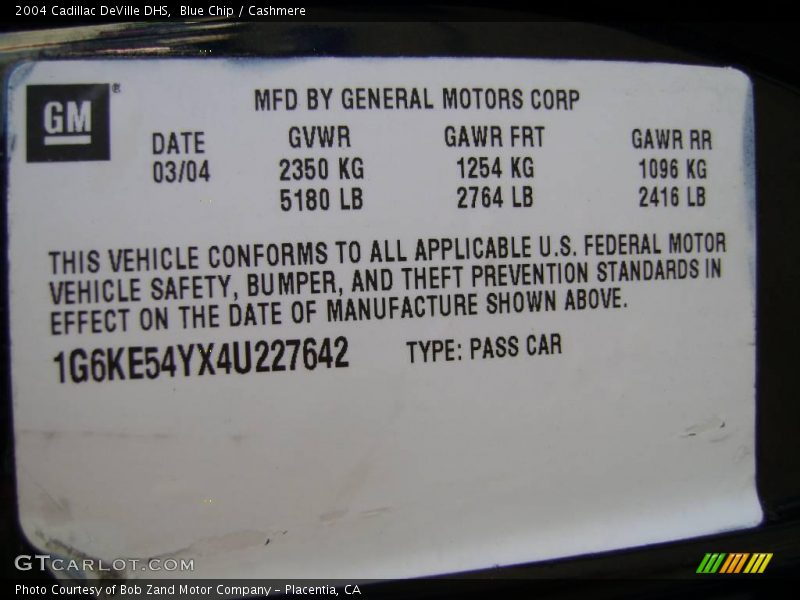 2004 Cadillac DeVille DHS, Blue Chip / Cashmere
GM®
MFD BY GENERAL MOTORS CORP
DATE GVWR GAWR FRT GAWR RR
03/04 2350 KG 1254 KG 1096 KG
5180 LB 2764 LB 2416 LB
THIS VEHICLE CONFORMS TO ALL APPLICABLE U.S. FEDERAL MOTOR
VEHICLE SAFETY, BUMPER, AND THEFT PREVENTION STANDARDS IN
EFFECT ON THE DATE OF MANUFACTURE SHOWN ABOVE.
1G6KE54YX4U227642 TYPE: PASS CAR
GTCARLOT.COM
Photo Courtesy of Bob Zand Motor Company - Placentia, CA